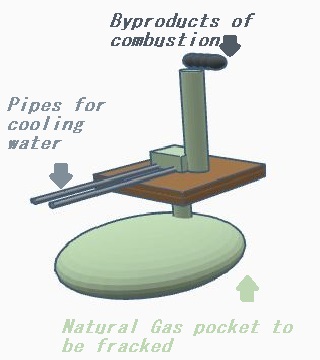 Byproducts of
combustion
Pipes for
cooling
water
Natural Gas pocket to
be fracked